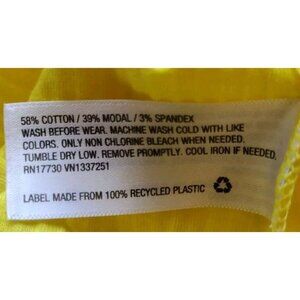 58% COTTON / 39% MODAL / 3% SPANDEX
WASH BEFORE WEAR. MACHINE WASH COLD WITH LIKE
COLORS. ONLY NON CHLORINE BLEACH WHEN NEEDED.
TUMBLE DRY LOW. REMOVE PROMPTLY. COOL IRON IF NEEDED.
RN17730 VN1337251
LABEL MADE FROM 100% RECYCLED PLASTIC